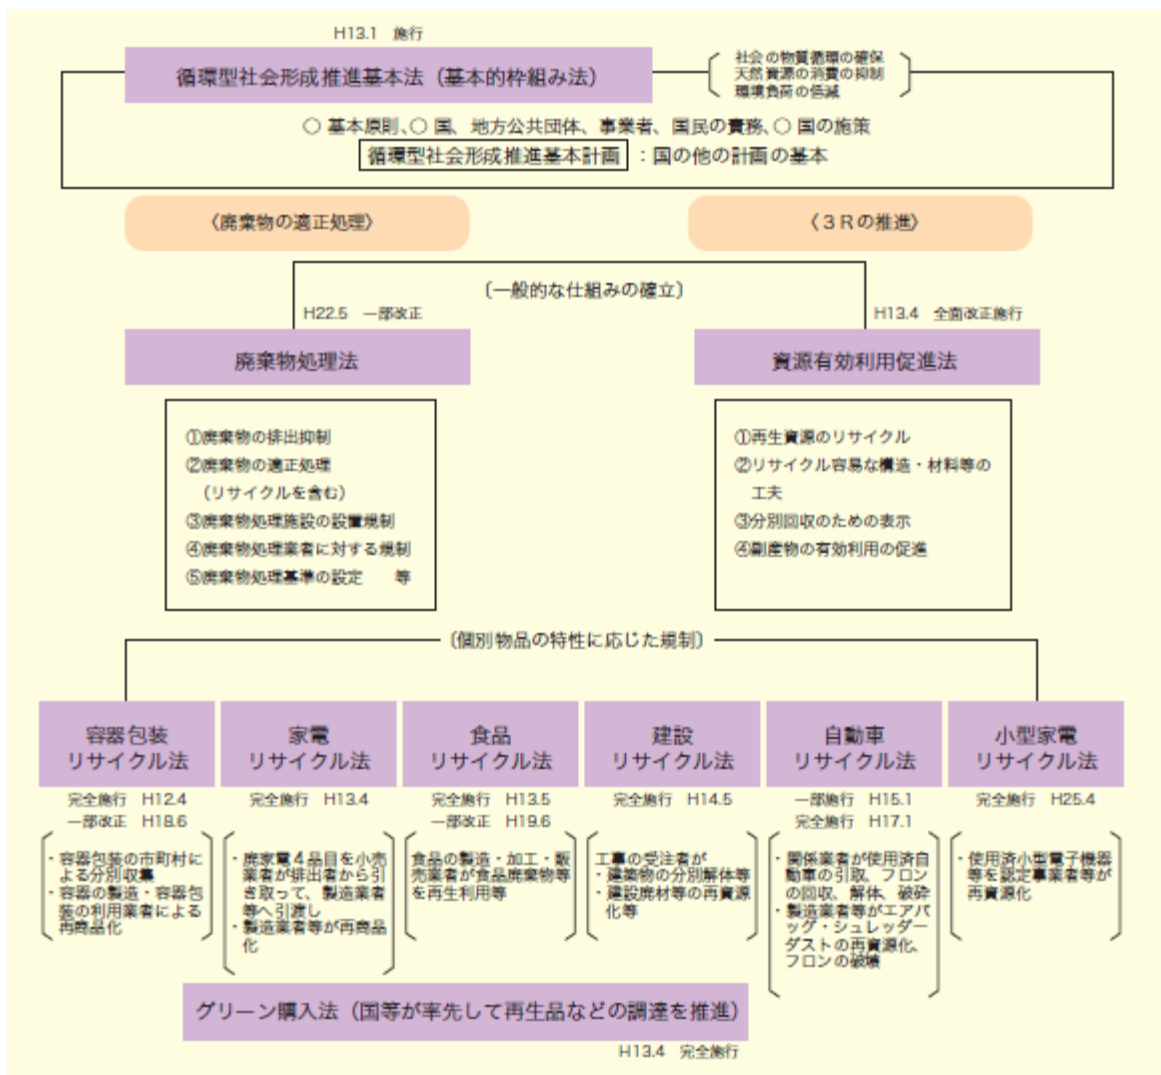 H13.1 施行
循環型社会形成推進基本法（基本的枠組み法）
社会の物質循環の確保
天然資源の消費の抑制
環境負荷の低減
○ 基本原則、○ 国、地方公共団体、事業者、国民の責務、○ 国の施策
循環型社会形成推進基本計画 ：国の他の計画の基本
〈廃棄物の適正処理〉
〈３Ｒの推進〉
〔一般的な仕組みの確立〕
H22.5 一部改正
H13.4 全面改正施行
廃棄物処理法
資源有効利用促進法
①廃棄物の排出抑制
②廃棄物の適正処理
（リサイクルを含む）
③廃棄物処理施設の設置規制
④廃棄物処理業者に対する規制
⑤廃棄物処理基準の設定 等
①再生資源のリサイクル
②リサイクル容易な構造・材料等の
工夫
③分別回収のための表示
④副産物の有効利用の促進
〔個別物品の特性に応じた規制〕
容器包装
リサイクル法
完全施行 H12.4
一部改正 H18.6
・容器包装の市町村に
よる分別収集
・容器の製造・容器包
装の利用業者による
再商品化
家電
リサイクル法
完全施行 H13.4
・廃家電４品目を小売
業者が排出者から引
き取って、製造業者
等へ引渡し
・製造業者等が再商品
化
食品
リサイクル法
完全施行 H13.5
一部改正 H19.6
食品の製造・加工・販
売業者が食品廃棄物等
を再生利用等
建設
リサイクル法
完全施行 H14.5
工事の受注者が
・建築物の分別解体等
・建設廃材等の再資源
化等
自動車
リサイクル法
一部施行 H15.1
完全施行 H17.1
・関係業者が使用済自
動車の引取、フロン
の回収、解体、破砕
・製造業者等がエアバ
ッグ・シュレッダー
ダストの再資源化、
フロンの破壊
小型家電
リサイクル法
完全施行 H25.4
・使用済小型電子機器
等を認定事業者等が
再資源化
グリーン購入法（国等が率先して再生品などの調達を推進）
H13.4 完全施行